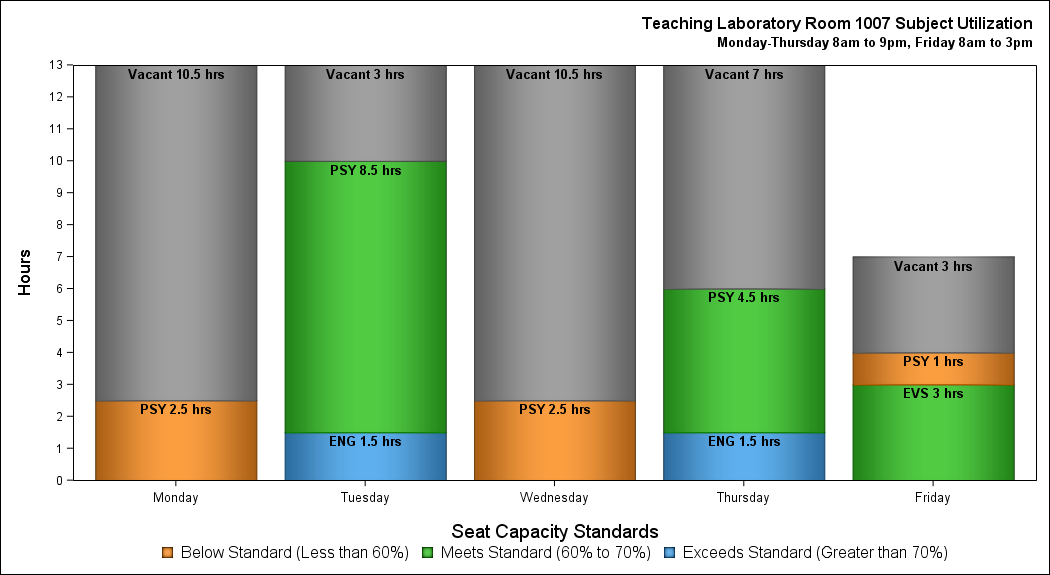 Teaching Laboratory Room 1007 Subject Utilization
Monday-Thursday 8am to 9pm, Friday 8am to 3pm
Hours
13
12
11
10
9
8
7
6
5
4
3
2
1
0
Vacant 10.5 hrs
PSY 2.5 hrs
Vacant 3 hrs
PSY 8.5 hrs
ENG 1.5 hrs
Vacant 10.5 hrs
PSY 2.5 hrs
Vacant 7 hrs
PSY 4.5 hrs
ENG 1.5 hrs
Vacant 3 hrs
PSY 1 hrs
EVS 3 hrs
Monday Tuesday Wednesday Thursday Friday
Seat Capacity Standards
Below Standard (Less than 60%) Meets Standard (60% to 70%) Exceeds Standard (Greater than 70%)